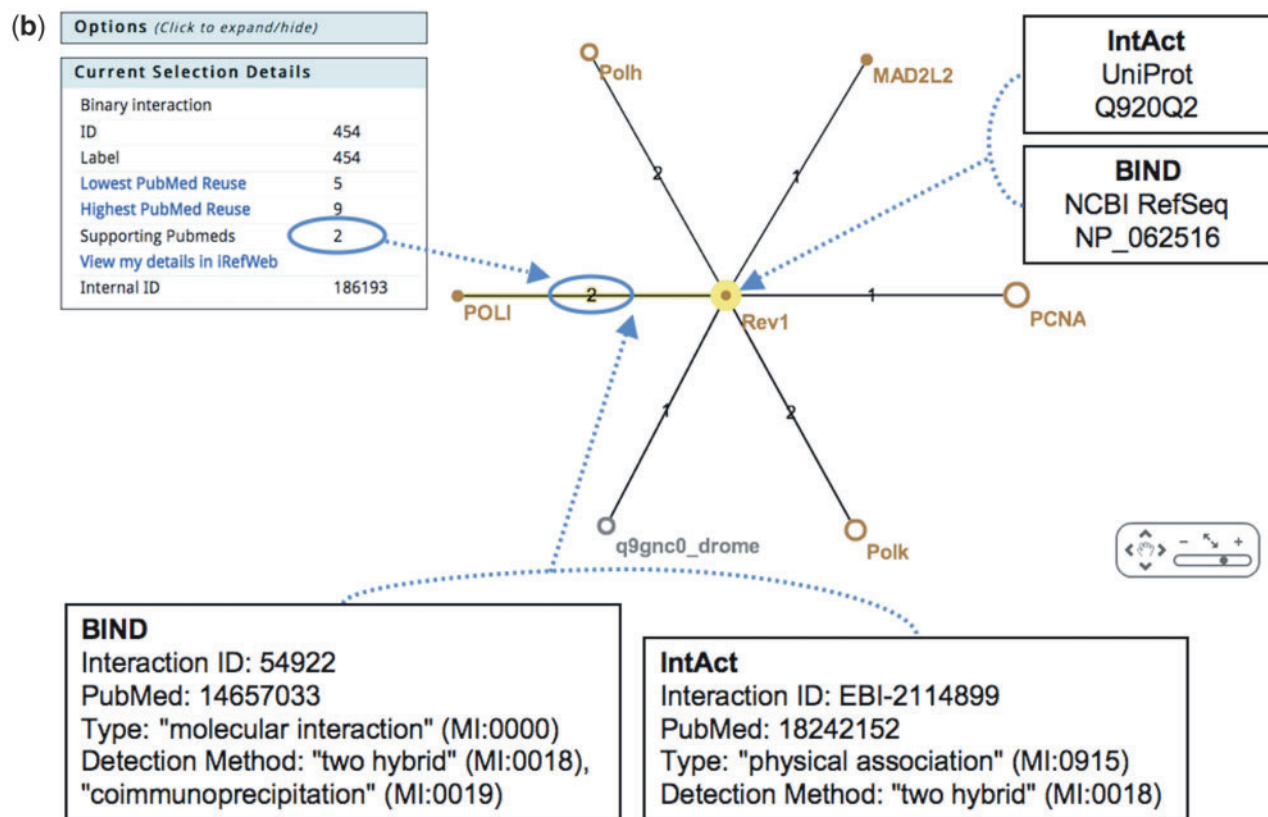 (b)
Options (Click to expand/hide)
Current Selection Details
Binary interaction
ID 454
Label 454
Lowest PubMed Reuse 5
Highest PubMed Reuse 9
Supporting Pubmeds 2
View my details in iRefWeb
Internal ID 186193
Polh
MAD2L2
IntAct
UniProt
Q920Q2
BIND
NCBI RefSeq
NP_062516
2
1
POLI
2
Rev1
1
PCNA
1
2
q9gnc0_drome
Polk
BIND
Interaction ID: 54922
PubMed: 14657033
Type: "molecular interaction" (MI:0000)
Detection Method: "two hybrid" (MI:0018),
"coimmunoprecipitation" (MI:0019)
IntAct
Interaction ID: EBI-2114899
PubMed: 18242152
Type: "physical association" (MI:0915)
Detection Method: "two hybrid" (MI:0018)